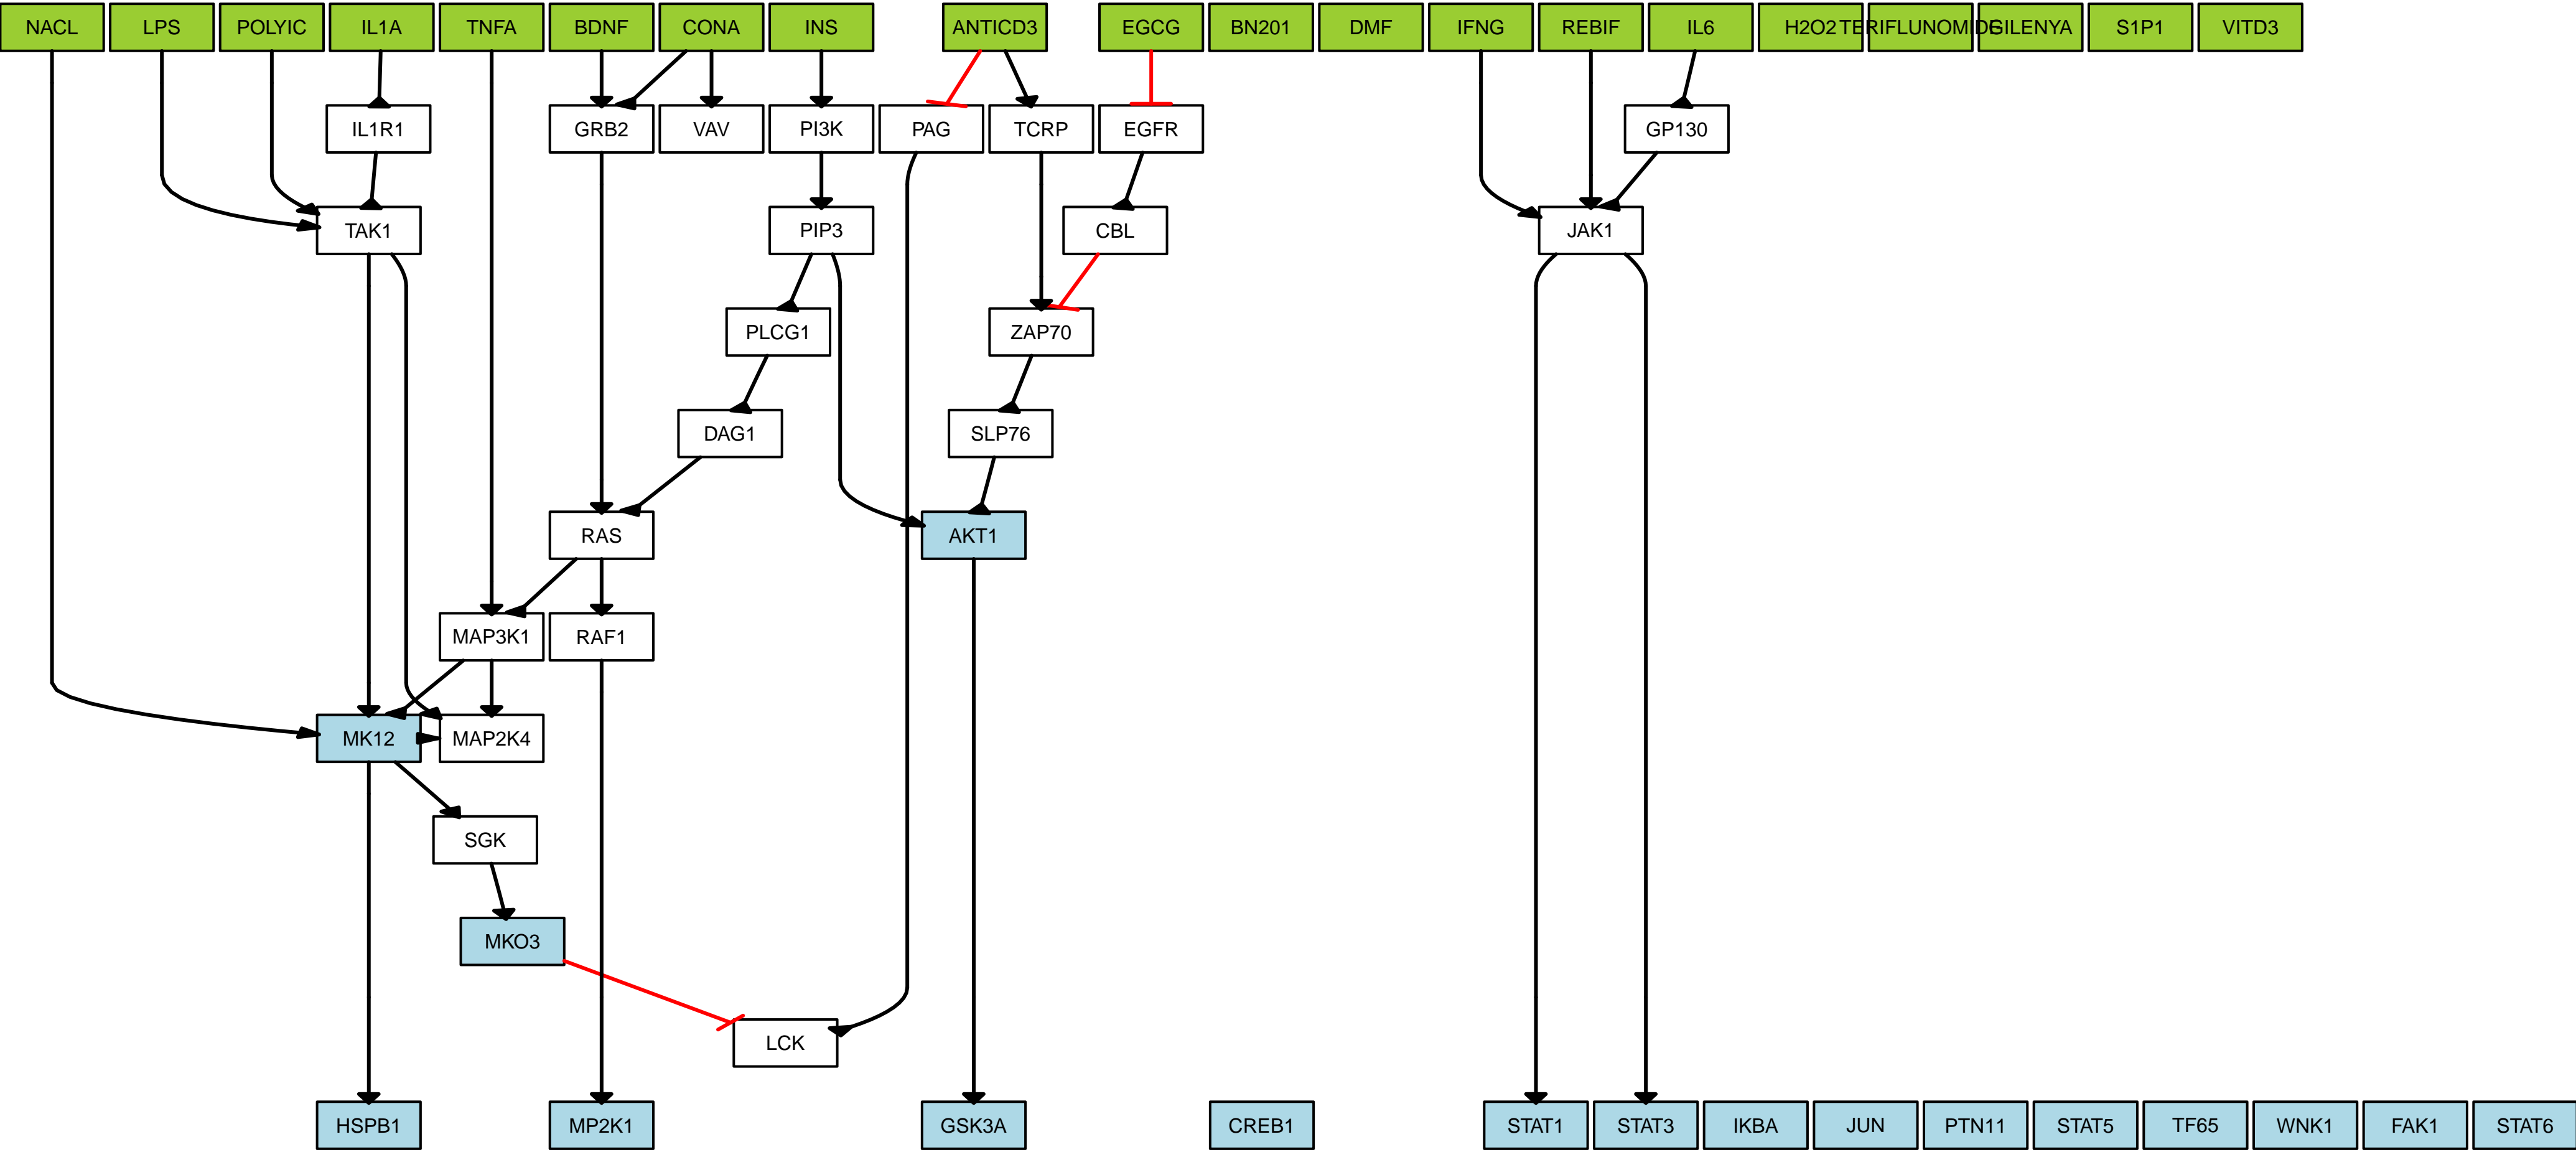 NACL LPS POLYIC IL1A TNFA BDNF CONA INS ANTICD3 EGCG BN201 DMF IFNG REBIF IL6 H2O2 TERIFLUNOMIDE GILENYA S1P1 VITD3
IL1R1 GRB2 VAV PI3K PAG TCRP EGFR GP130
TAK1 PIP3 CBL JAK1
PLCG1 ZAP70
DAG1 SLP76
RAS AKT1
MAP3K1 RAF1
MK12 MAP2K4
SGK
MKO3
LCK
HSPB1 MP2K1 GSK3A CREB1 STAT1 STAT3 IKBA JUN PTN11 STAT5 TF65 WNK1 FAK1 STAT6